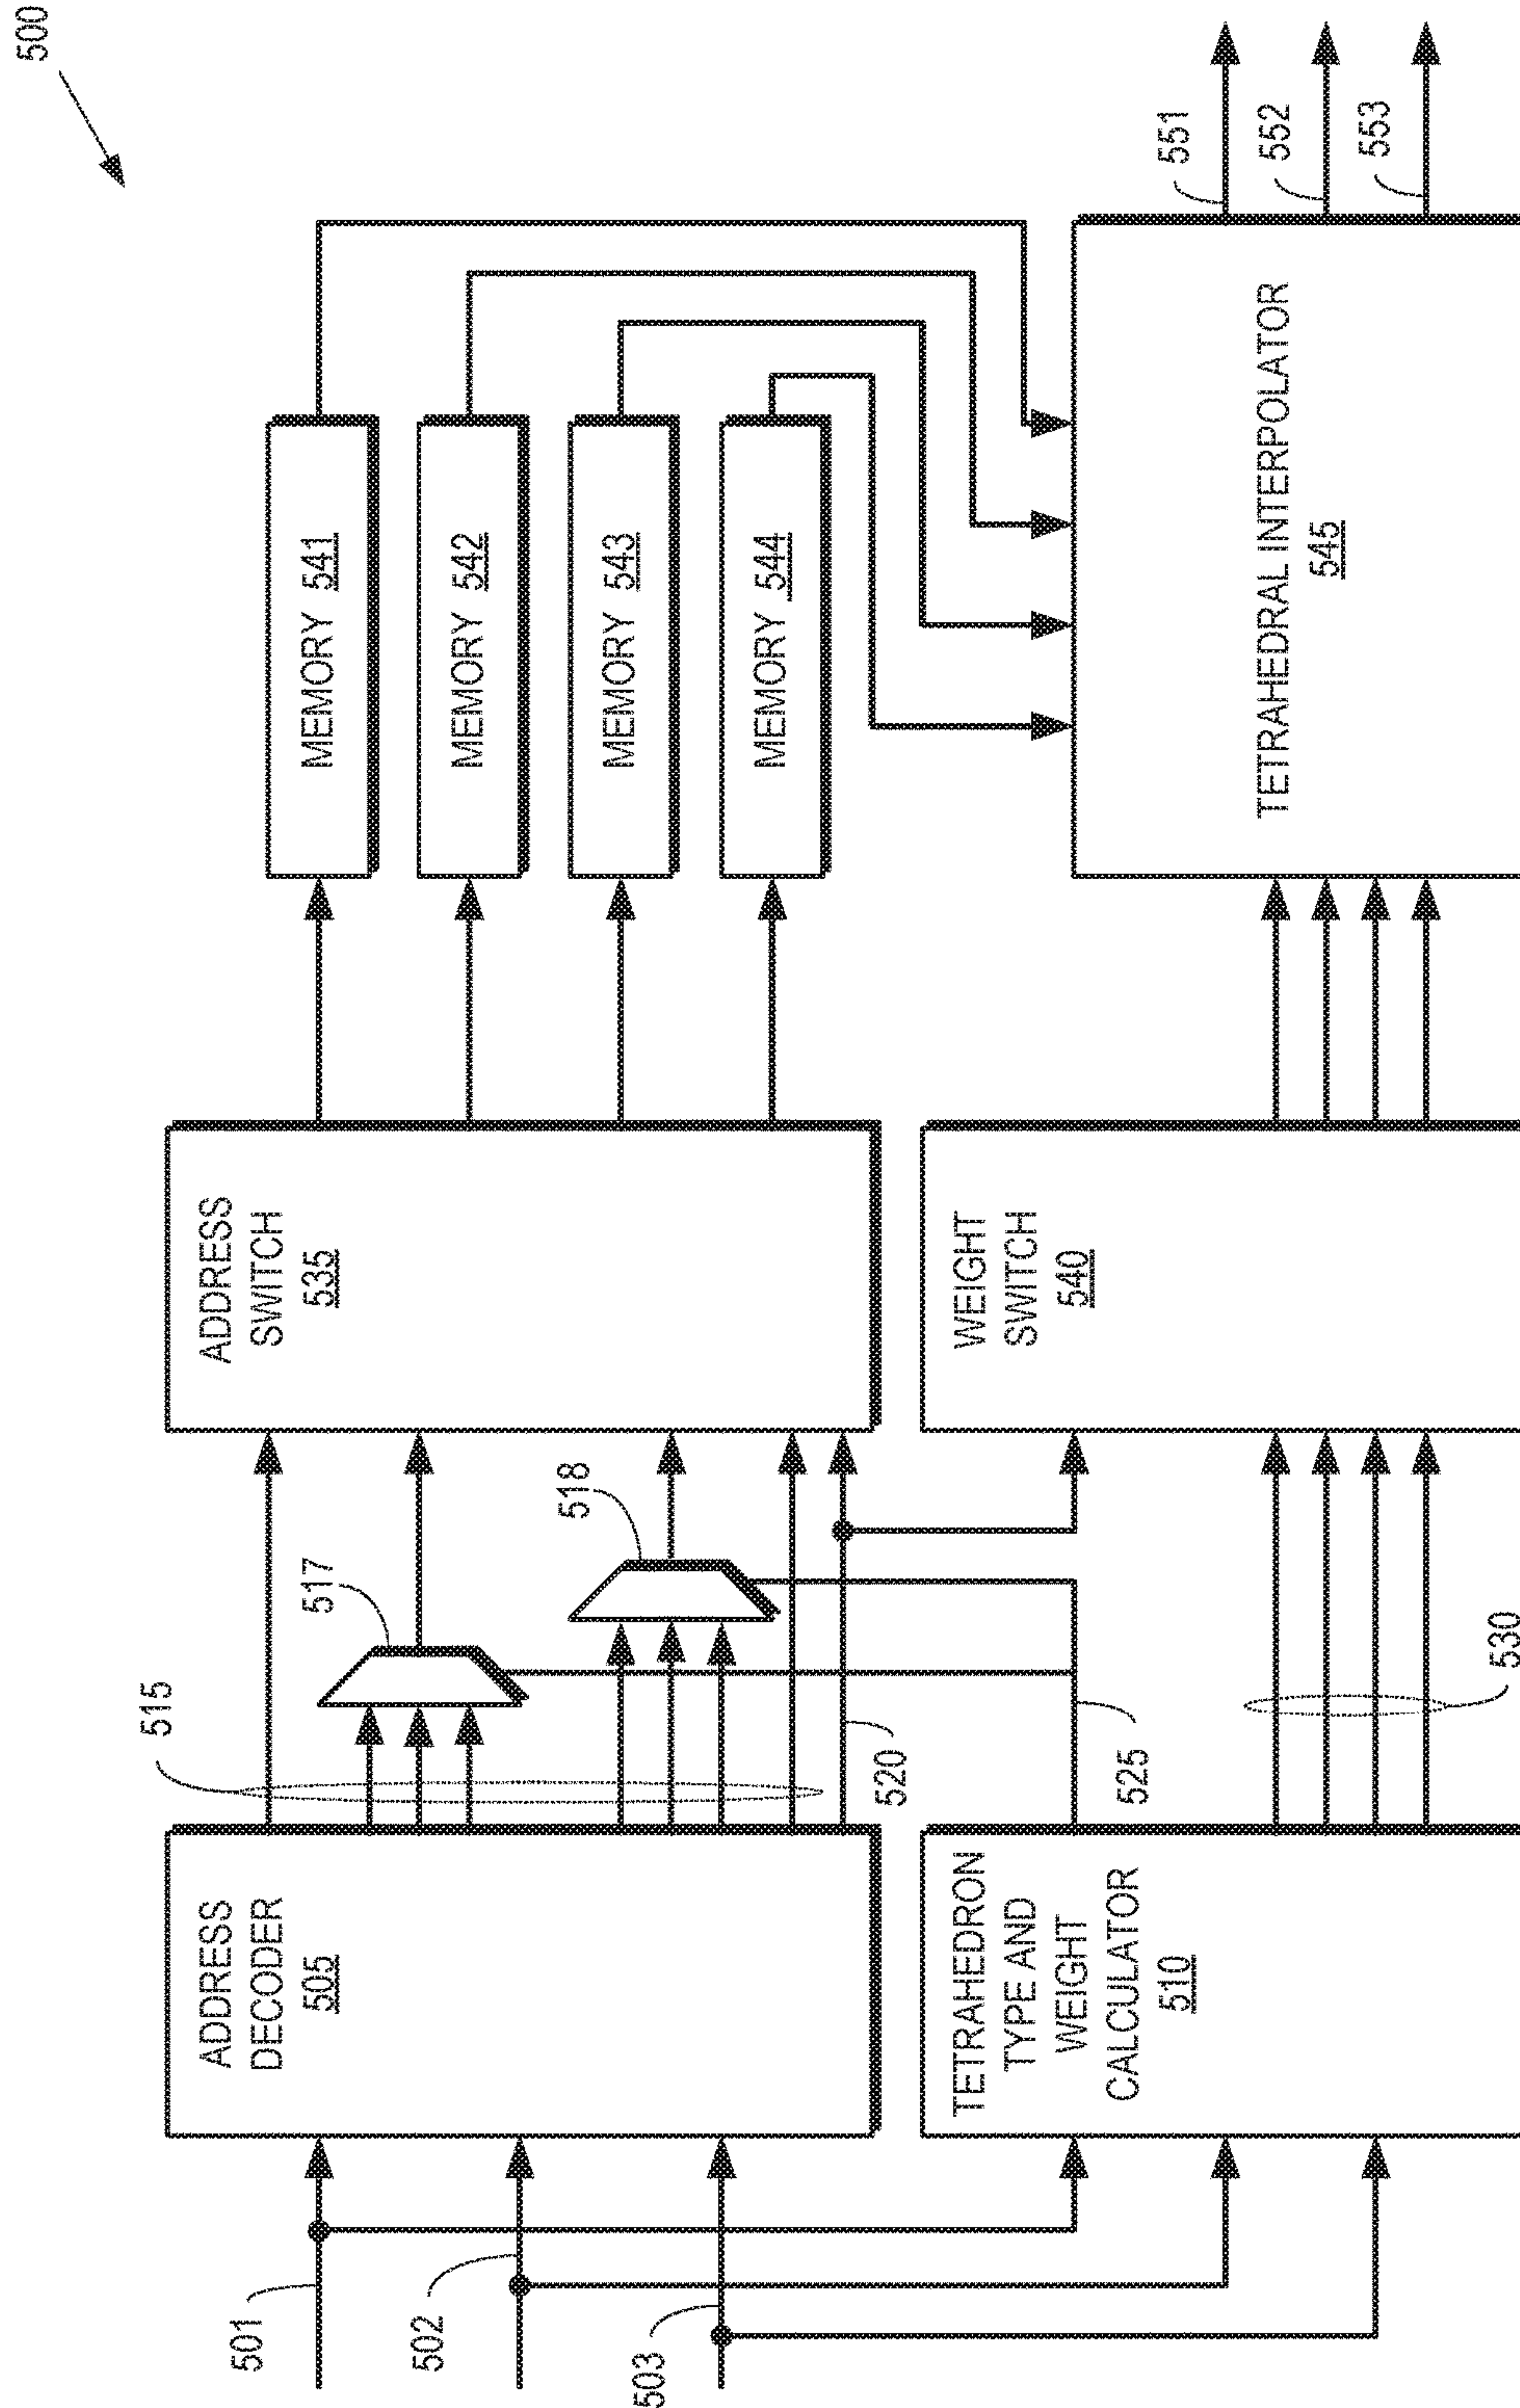 500
501
502
503
ADDRESS
DECODER
505
TETRAHEDRON
TYPE AND
WEIGHT
CALCULATOR
510
515
517
518
520
525
530
ADDRESS
SWITCH
535
WEIGHT
SWITCH
540
MEMORY 541
MEMORY 542
MEMORY 543
MEMORY 544
TETRAHEDRAL INTERPOLATOR
545
551
552
553